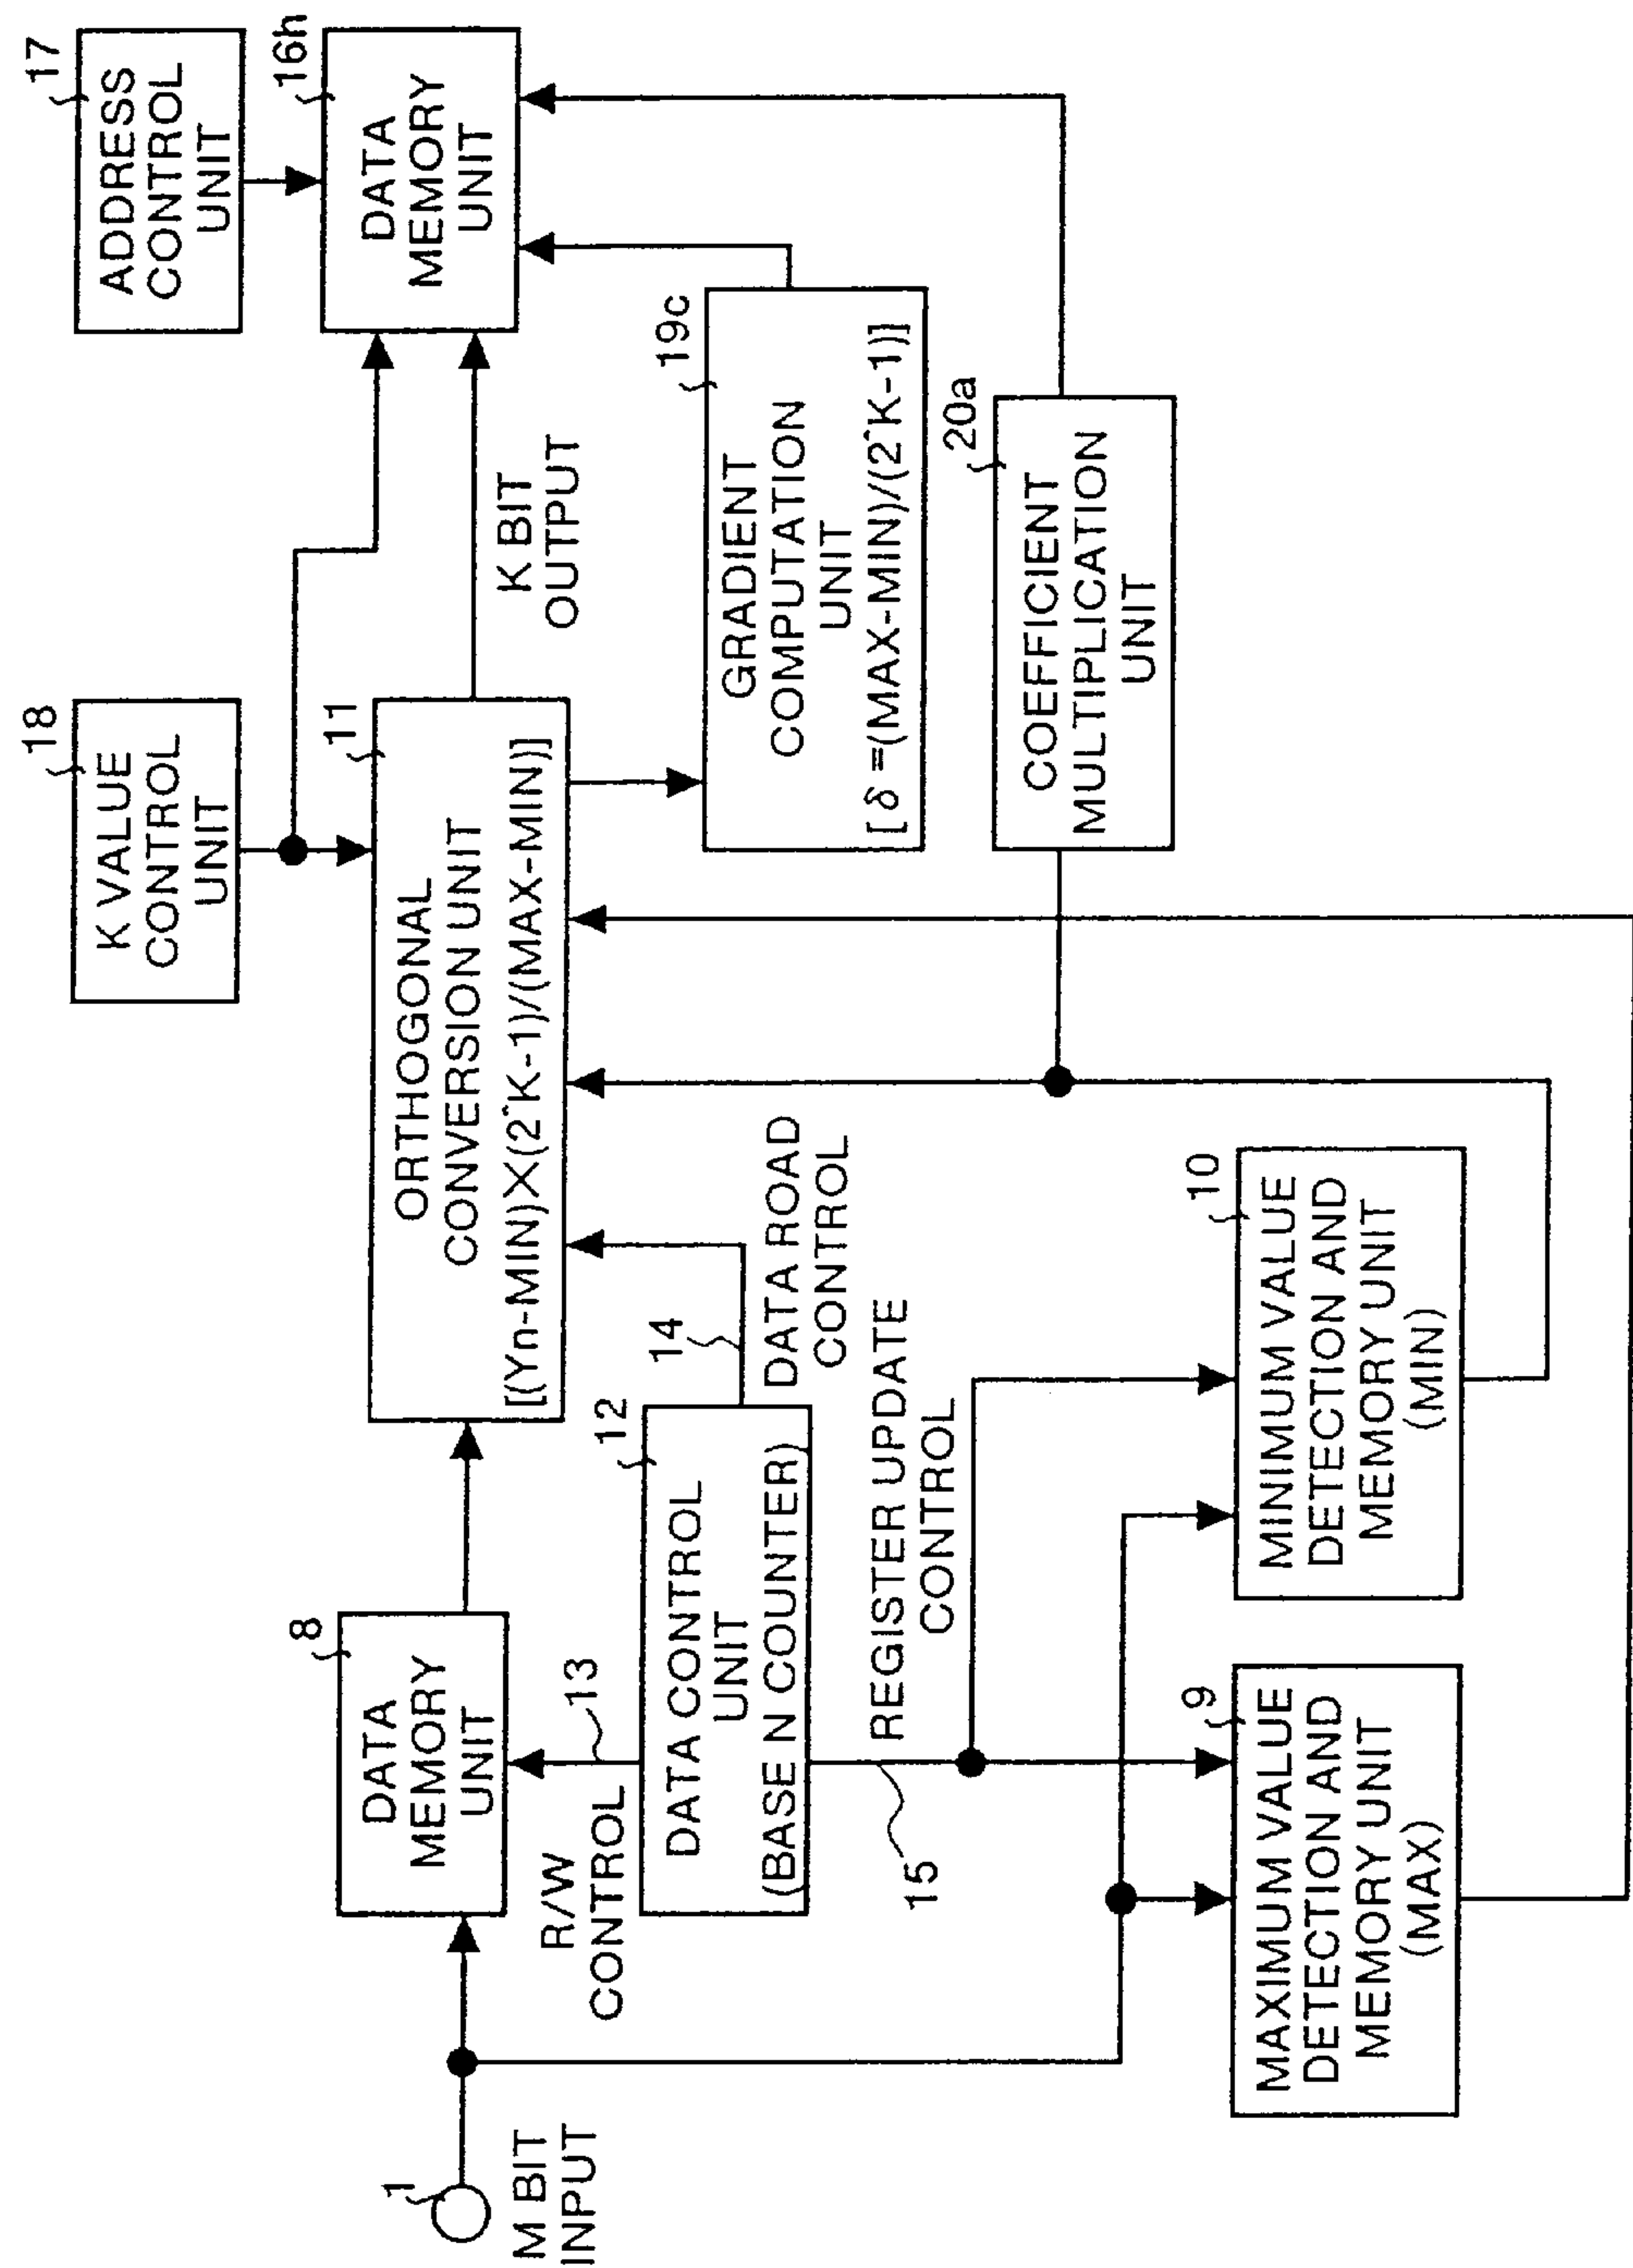 1
M BIT
INPUT
8
DATA
MEMORY
UNIT
R/W
CONTROL
13
12
DATA CONTROL
UNIT
(BASE N COUNTER)
14
DATA ROAD
CONTROL
15
REGISTER UPDATE
CONTROL
9
MAXIMUM VALUE
DETECTION AND
MEMORY UNIT
(MAX)
10
MINIMUM VALUE
DETECTION AND
MEMORY UNIT
(MIN)
18
K VALUE
CONTROL
UNIT
11
ORTHOGONAL
CONVERSION UNIT
[(Yn-MIN)X(2^K-1)/(MAX-MIN)]
K BIT
OUTPUT
19c
GRADIENT
COMPUTATION
UNIT
[ δ =(MAX-MIN)/(2^K-1)]
20a
COEFFICIENT
MULTIPLICATION
UNIT
17
ADDRESS
CONTROL
UNIT
16h
DATA
MEMORY
UNIT